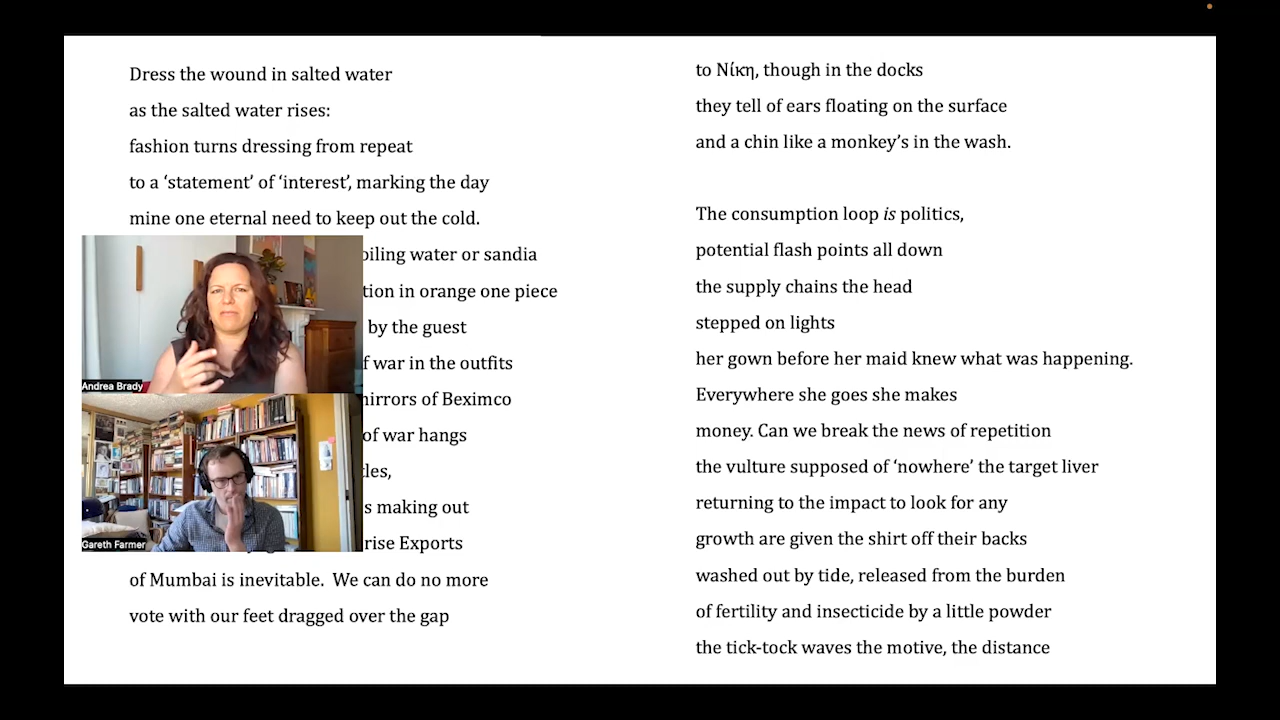 Dress the wound in salted water
as the salted water rises:
fashion turns dressing from repeat
to a ‘statement’ of ‘interest’, marking the day
mine one eternal need to keep out the cold.
oiling water or sandia
tion in orange one piece
by the guest
f war in the outfits
mirrors of Beximco
of war hangs
les,
s making out
rise Exports
of Mumbai is inevitable.  We can do no more
vote with our feet dragged over the gap
Andrea Brady
Gareth Farmer
to Νίκη, though in the docks
they tell of ears floating on the surface
and a chin like a monkey’s in the wash.
The consumption loop is politics,
potential flash points all down
the supply chains the head
stepped on lights
her gown before her maid knew what was happening.
Everywhere she goes she makes
money. Can we break the news of repetition
the vulture supposed of ‘nowhere’ the target liver
returning to the impact to look for any
growth are given the shirt off their backs
washed out by tide, released from the burden
of fertility and insecticide by a little powder
the tick-tock waves the motive, the distance